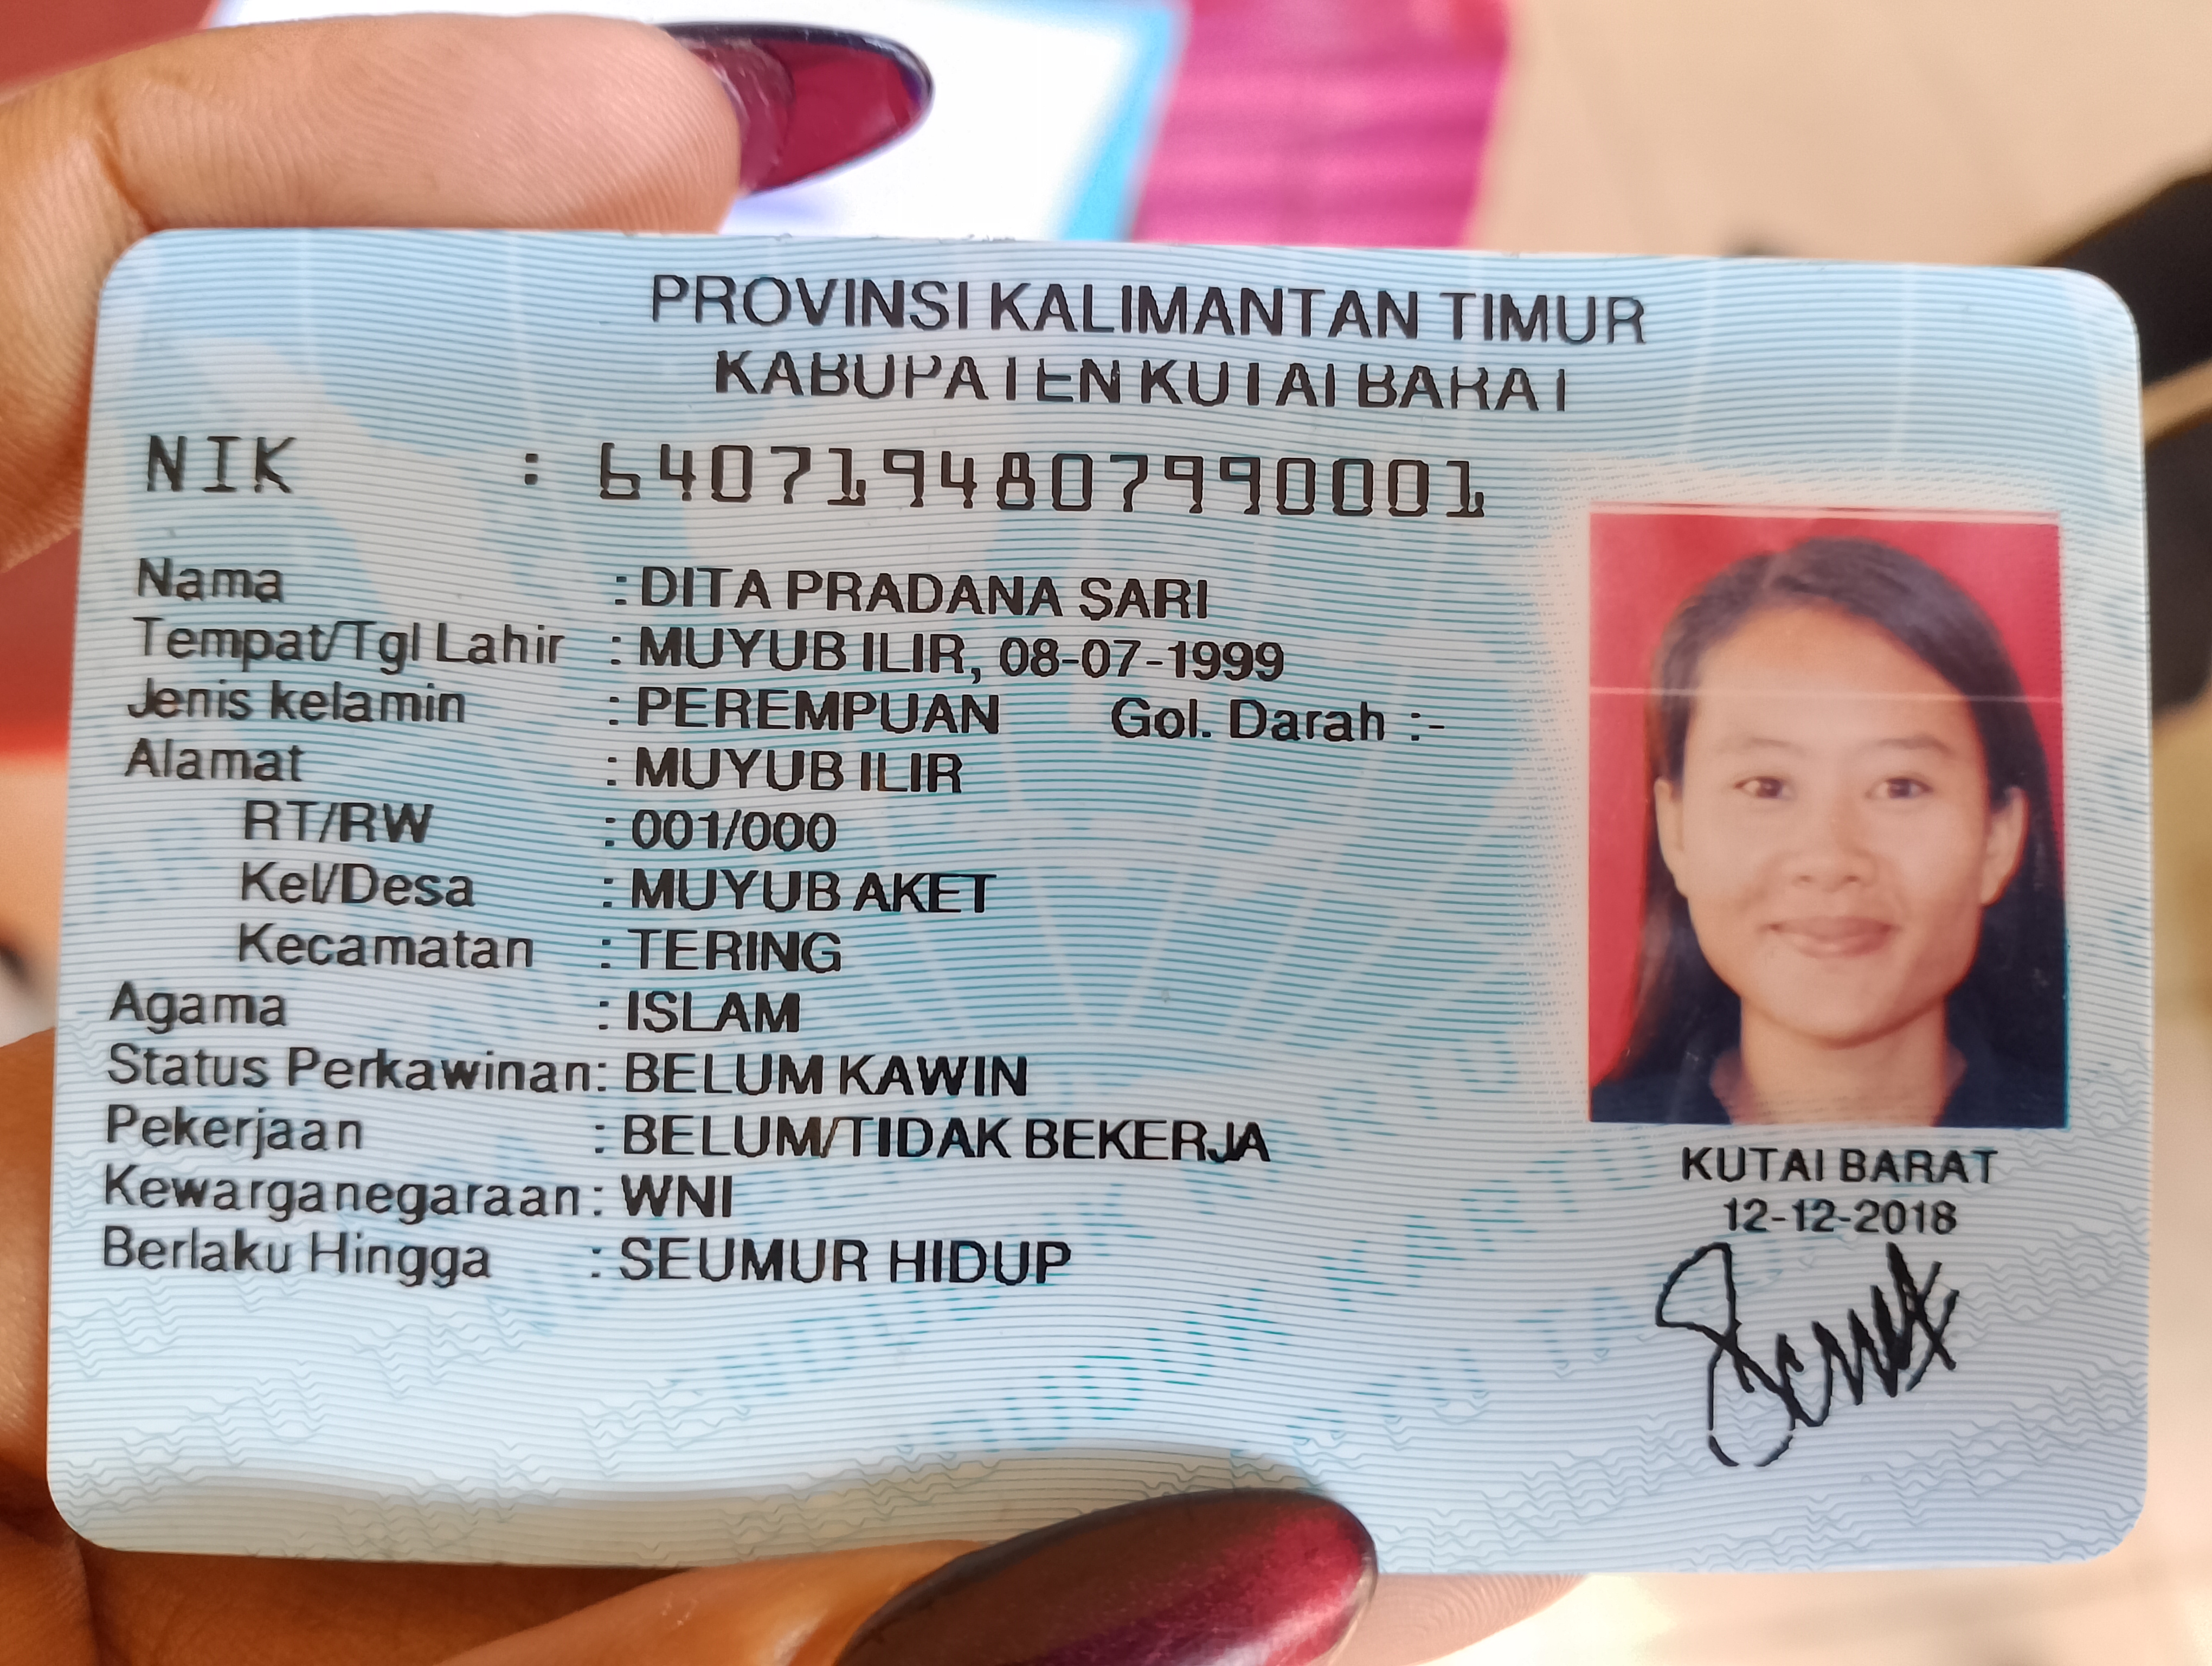 PROVINSI KALIMANTAN TIMUR
KABUPATEN KUTAI BARAT
NIK : 6407194807990001
Nama : DITA PRADANA SARI
Tempat/Tgl Lahir : MUYUB ILIR, 08-07-1999
Jenis kelamin : PEREMPUAN Gol. Darah :-
Alamat : MUYUB ILIR
RT/RW : 001/000
Kel/Desa : MUYUB AKET
Kecamatan : TERING
Agama : ISLAM
Status Perkawinan: BELUM KAWIN
Pekerjaan : BELUM/TIDAK BEKERJA
Kewarganegaraan: WNI
Berlaku Hingga : SEUMUR HIDUP
KUTAI BARAT
12-12-2018